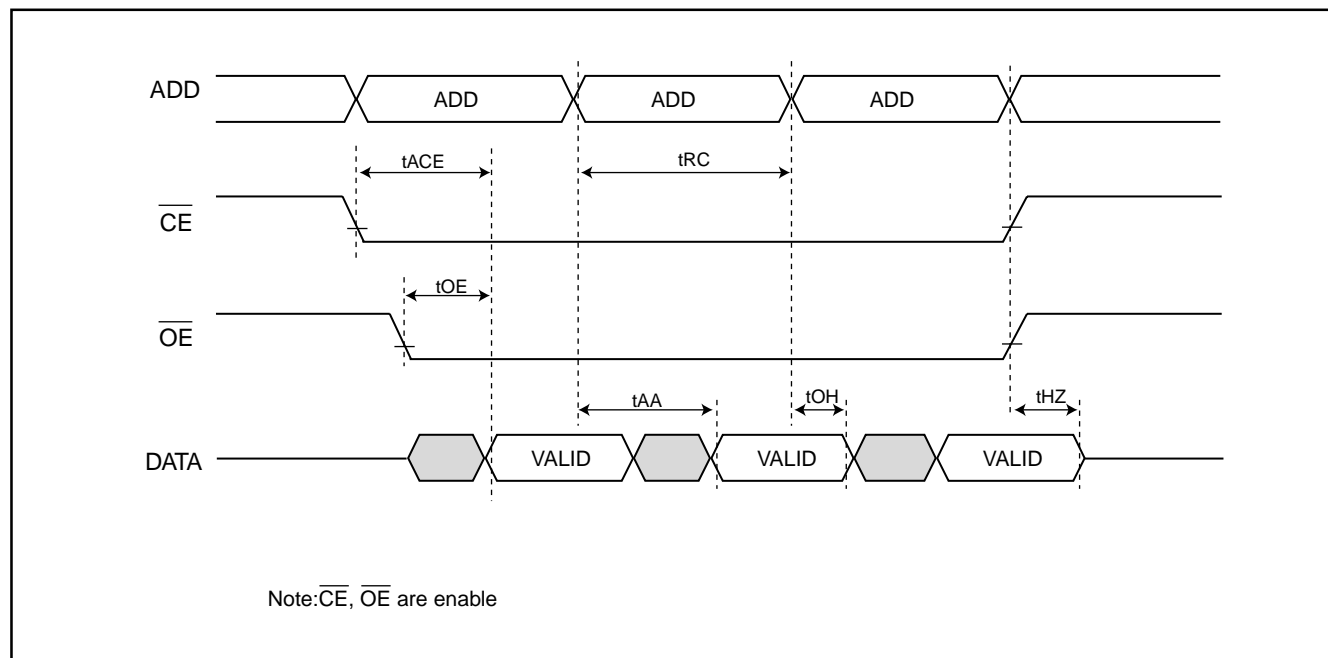 ADD
ADD
ADD
ADD
tACE
tRC
CE
tOE
OE
tAA
tOH
tHZ
DATA
VALID
VALID
VALID
Note:CE, OE are enable